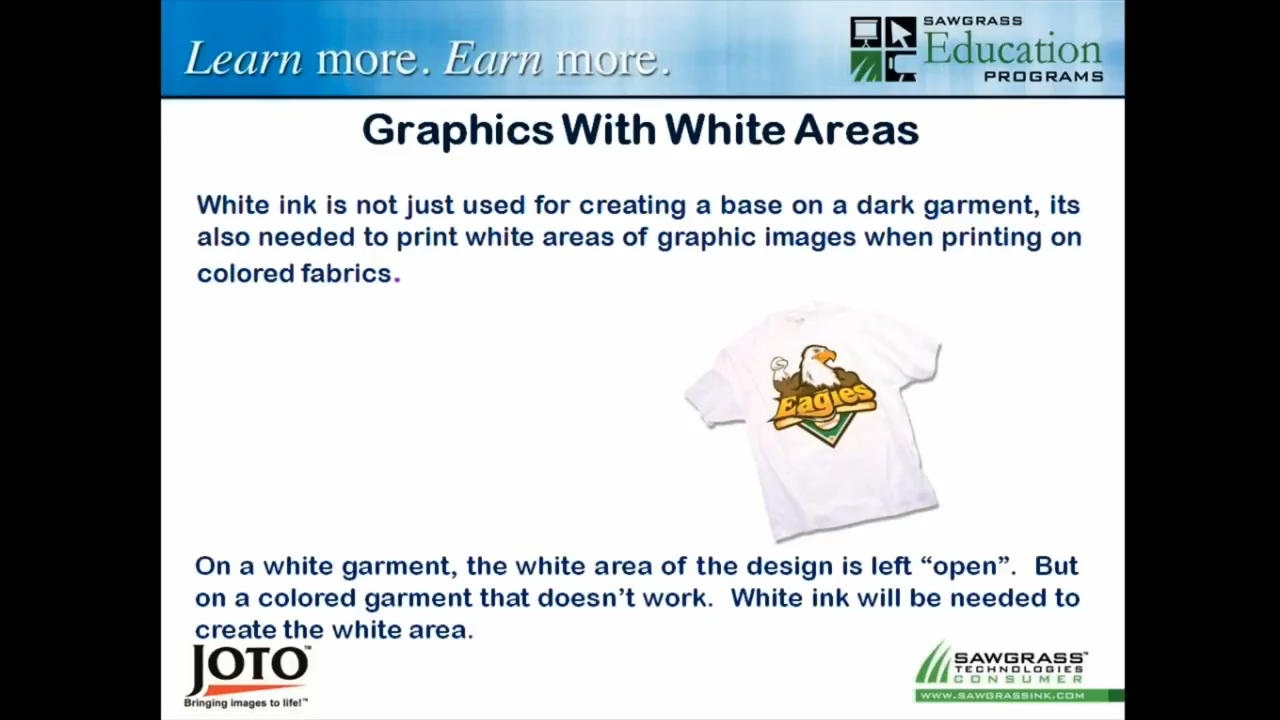 Learn more. Earn more.
SAWGRASS
Education
PROGRAMS
Graphics With White Areas
White ink is not just used for creating a base on a dark garment, its
also needed to print white areas of graphic images when printing on
colored fabrics.
Eagles
On a white garment, the white area of the design is left “open”. But
on a colored garment that doesn’t work. White ink will be needed to
create the white area.
JOTO™
Bringing images to life!™
SAWGRASS™
TECHNOLOGIES
CONSUMER
WWW.SAWGRASSINK.COM